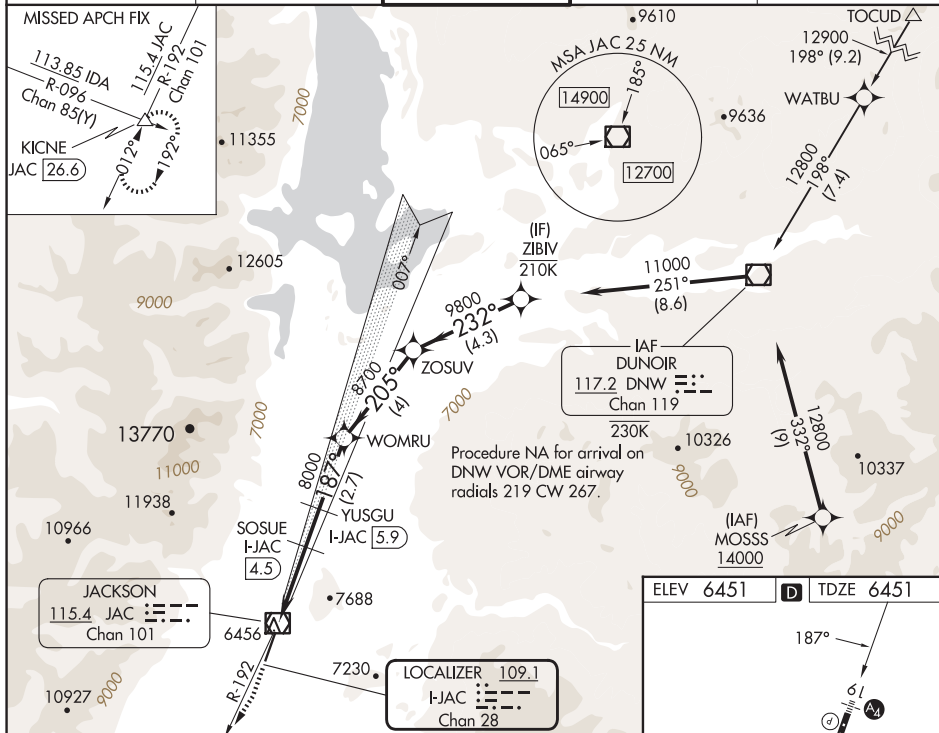 MISSED APCH FIX
113.85 IDA
R-096
Chan 85(Y)
115.4 JAC
R-192
Chan 101
KICNE
JAC 26.6
012°
192°
7000
11355
9610
MSA JAC 25 NM
185°
14900
065°
12700
TOCUD
12900
198° (9.2)
WATBU
9636
12800
198°
(7.4)
12605
9000
007°
(IF)
ZIBIV
210K
11000
251°
(8.6)
9800
232°
(4.3)
ZOSUV
8700
205°
(4)
7000
WOMRU
IAF
DUNOIR
117.2 DNW
Chan 119
230K
10326
9000
Procedure NA for arrival on
DNW VOR/DME airway
radials 219 CW 267.
12800
332°
(9)
10337
(IAF)
MOSSS
14000
9000
13770
7000
11000
11938
10966
8000
187°
(2.7)
YUSGU
I-JAC 5.9
SOSUE
I-JAC
4.5
JACKSON
115.4 JAC
Chan 101
6456
7688
7230
R-192
LOCALIZER 109.1
I-JAC
Chan 28
10927
9000
ELEV 6451 D TDZE 6451
187°
19
A4
P